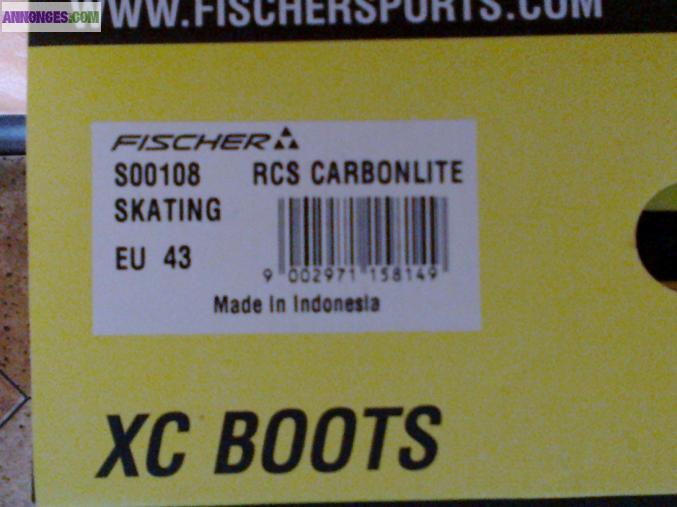 ANNONCES.COM
WWW.FISCHERSPORTS.COM
FISCHER
S00108 RCS CARBONLITE
SKATING
EU 43
9 002971 158149
Made in Indonesia
XC BOOTS